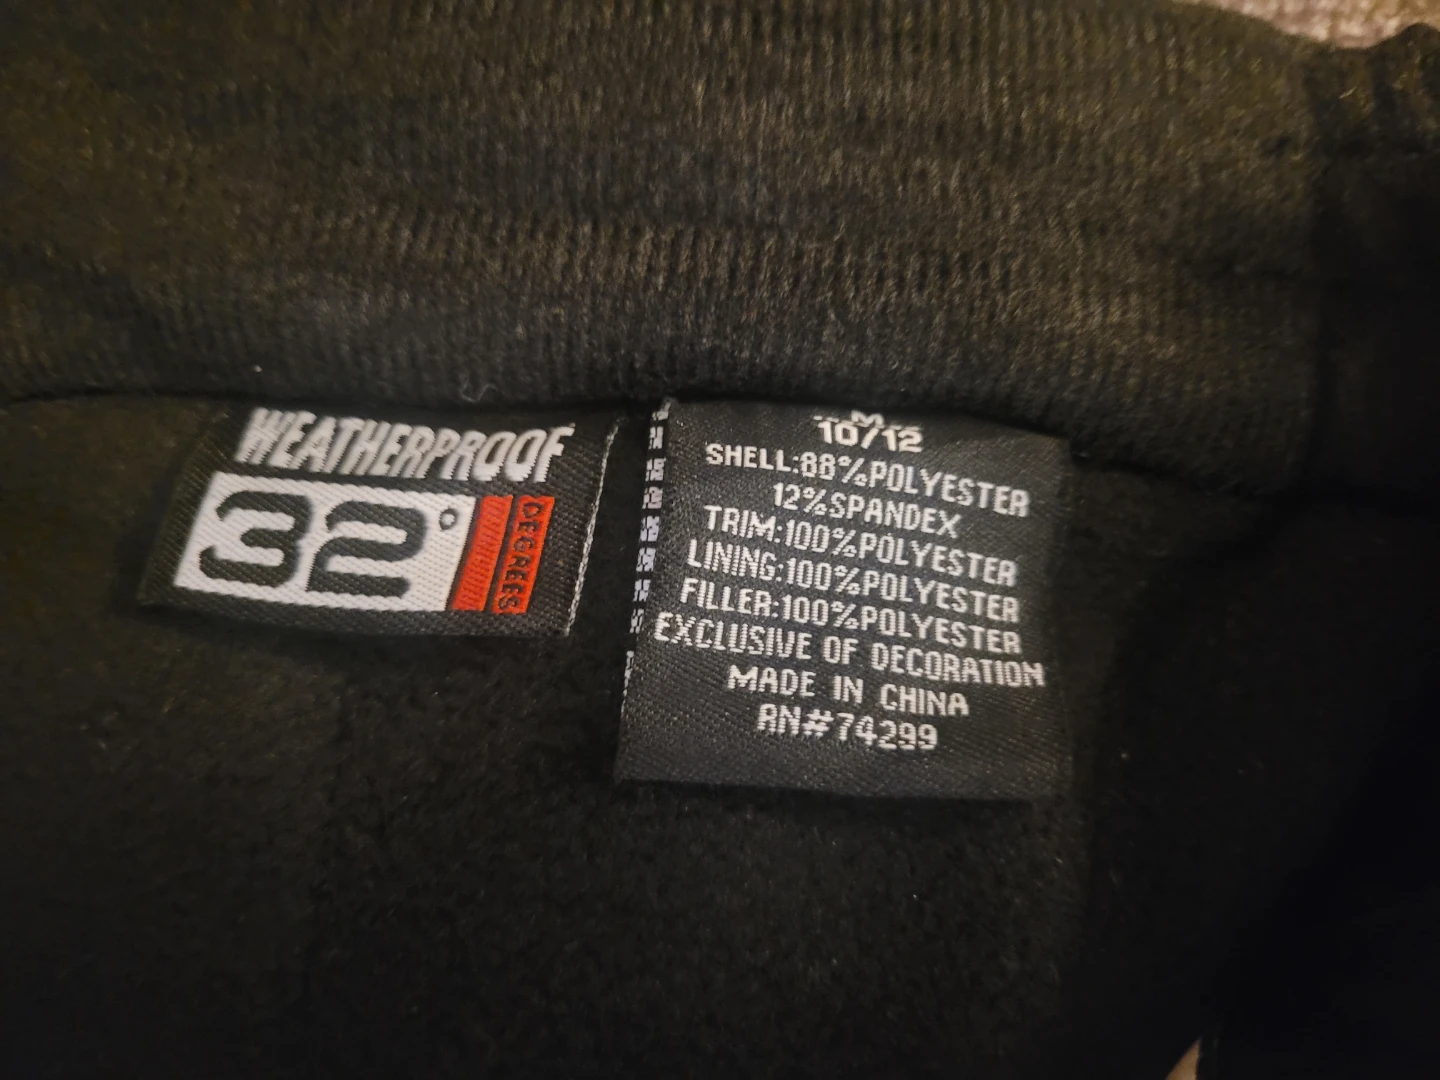 WEATHERPROOF
32°
DEGREES
M
10/12
SHELL:88%POLYESTER
12%SPANDEX
TRIM:100%POLYESTER
LINING:100%POLYESTER
FILLER:100%POLYESTER
EXCLUSIVE OF DECORATION
MADE IN CHINA
RN#74299